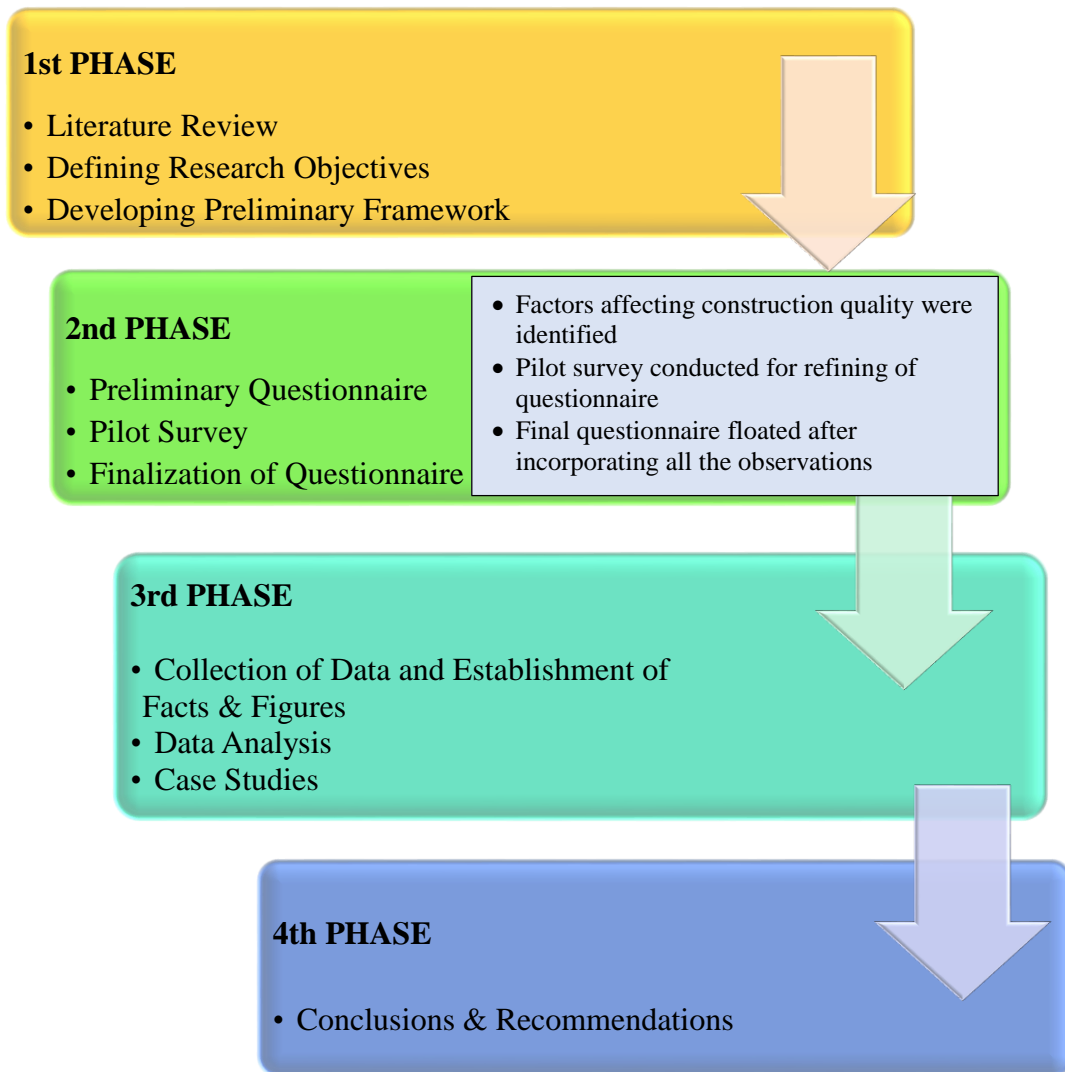 1st PHASE
• Literature Review
• Defining Research Objectives
• Developing Preliminary Framework
2nd PHASE
• Preliminary Questionnaire
• Pilot Survey
• Finalization of Questionnaire
• Factors affecting construction quality were
identified
• Pilot survey conducted for refining of
questionnaire
• Final questionnaire floated after
incorporating all the observations
3rd PHASE
• Collection of Data and Establishment of
Facts & Figures
• Data Analysis
• Case Studies
4th PHASE
• Conclusions & Recommendations